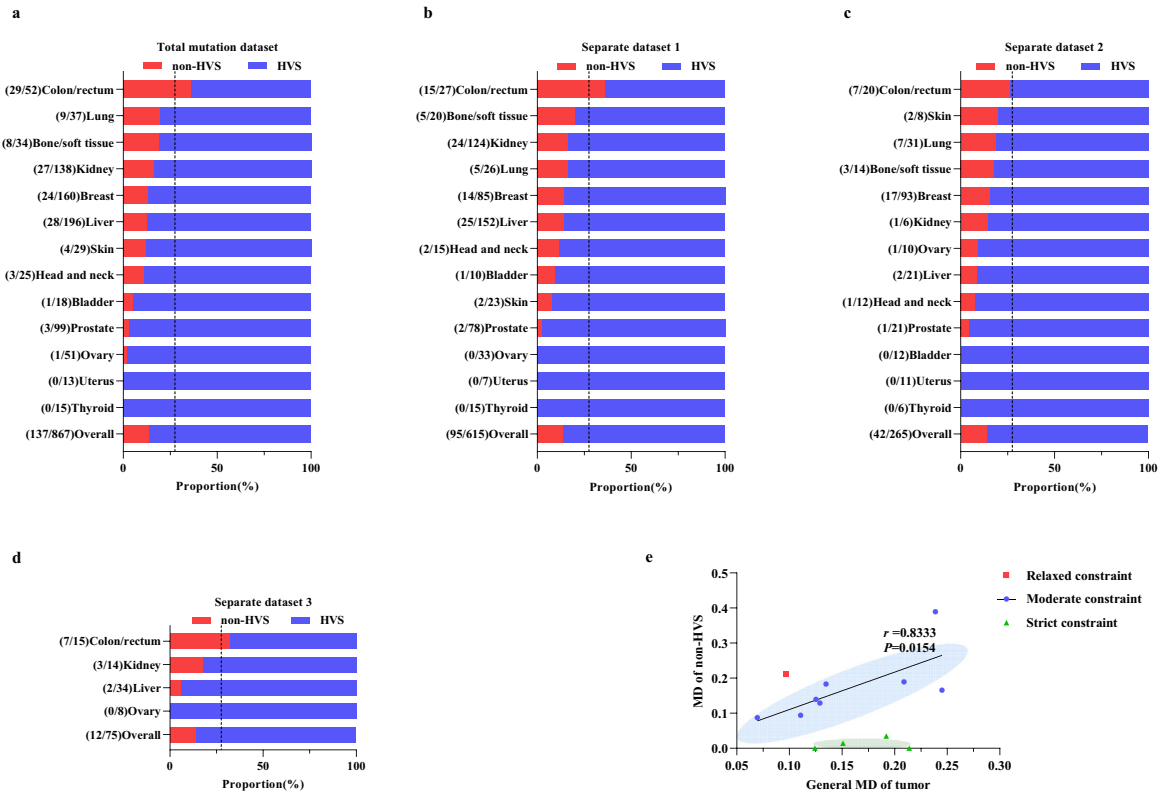 a
Total mutation dataset
non-HVS HVS
(29/52)Colon/rectum
(9/37)Lung
(8/34)Bone/soft tissue
(27/138)Kidney
(24/160)Breast
(28/196)Liver
(4/29)Skin
(3/25)Head and neck
(1/18)Bladder
(3/99)Prostate
(1/51)Ovary
(0/13)Uterus
(0/15)Thyroid
(137/867)Overall
0 50 100
Proportion(%)
b
Separate dataset 1
non-HVS HVS
(15/27)Colon/rectum
(5/20)Bone/soft tissue
(24/124)Kidney
(5/26)Lung
(14/85)Breast
(25/152)Liver
(2/15)Head and neck
(1/10)Bladder
(2/23)Skin
(2/78)Prostate
(0/33)Ovary
(0/7)Uterus
(0/15)Thyroid
(95/615)Overall
0 50 100
Proportion(%)
c
Separate dataset 2
non-HVS HVS
(7/20)Colon/rectum
(2/8)Skin
(7/31)Lung
(3/14)Bone/soft tissue
(17/93)Breast
(1/6)Kidney
(1/10)Ovary
(2/21)Liver
(1/12)Head and neck
(1/21)Prostate
(0/12)Bladder
(0/11)Uterus
(0/6)Thyroid
(42/265)Overall
0 50 100
Proportion(%)
d
Separate dataset 3
non-HVS HVS
(7/15)Colon/rectum
(3/14)Kidney
(2/34)Liver
(0/8)Ovary
(12/75)Overall
0 50 100
Proportion(%)
e
MD of non-HVS
0.5
0.4
0.3
0.2
0.1
0.0
r =0.8333
P=0.0154
0.05 0.10 0.15 0.20 0.25 0.30
General MD of tumor
Relaxed constraint
Moderate constraint
Strict constraint